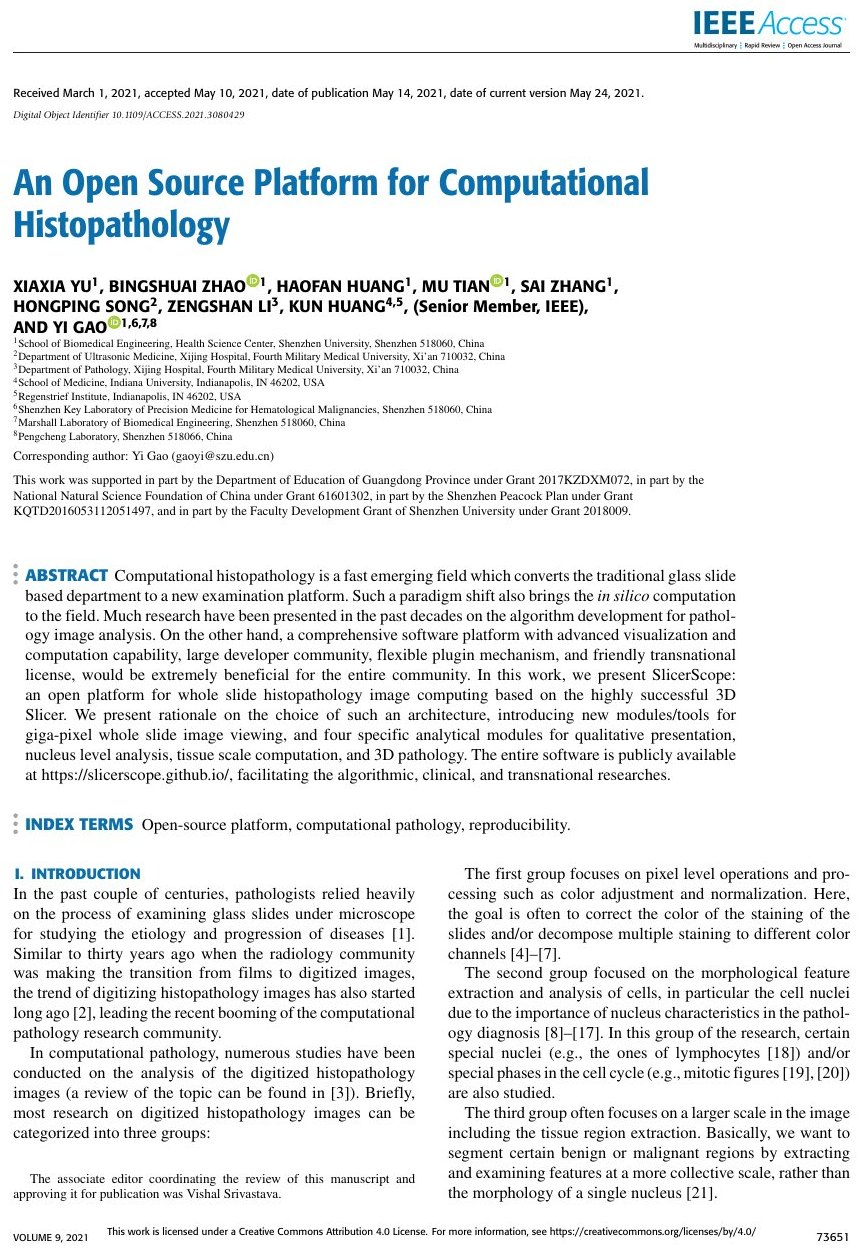 IEEE Access
Multidisciplinary | Rapid Review | Open Access Journal
Received March 1, 2021, accepted May 10, 2021, date of publication May 14, 2021, date of current version May 24, 2021.
Digital Object Identifier 10.1109/ACCESS.2021.3080429
An Open Source Platform for Computational
Histopathology
XIAXIA YU1, BINGSHUAI ZHAO1, HAOFAN HUANG1, MU TIAN1, SAI ZHANG1,
HONGPING SONG2, ZENGSHAN LI3, KUN HUANG4,5, (Senior Member, IEEE),
AND YI GAO1,6,7,8
1School of Biomedical Engineering, Health Science Center, Shenzhen University, Shenzhen 518060, China
2Department of Ultrasonic Medicine, Xijing Hospital, Fourth Military Medical University, Xi'an 710032, China
3Department of Pathology, Xijing Hospital, Fourth Military Medical University, Xi'an 710032, China
4School of Medicine, Indiana University, Indianapolis, IN 46202, USA
5Regenstrief Institute, Indianapolis, IN 46202, USA
6Shenzhen Key Laboratory of Precision Medicine for Hematological Malignancies, Shenzhen 518060, China
7Marshall Laboratory of Biomedical Engineering, Shenzhen 518060, China
8Pengcheng Laboratory, Shenzhen 518066, China
Corresponding author: Yi Gao (gaoyi@szu.edu.cn)
This work was supported in part by the Department of Education of Guangdong Province under Grant 2017KZDXM072, in part by the
National Natural Science Foundation of China under Grant 61601302, in part by the Shenzhen Peacock Plan under Grant
KQTD2016053112051497, and in part by the Faculty Development Grant of Shenzhen University under Grant 2018009.
ABSTRACT Computational histopathology is a fast emerging field which converts the traditional glass slide
based department to a new examination platform. Such a paradigm shift also brings the in silico computation
to the field. Much research have been presented in the past decades on the algorithm development for pathol-
ogy image analysis. On the other hand, a comprehensive software platform with advanced visualization and
computation capability, large developer community, flexible plugin mechanism, and friendly transnational
license, would be extremely beneficial for the entire community. In this work, we present SlicerScope:
an open platform for whole slide histopathology image computing based on the highly successful 3D
Slicer. We present rationale on the choice of such an architecture, introducing new modules/tools for
giga-pixel whole slide image viewing, and four specific analytical modules for qualitative presentation,
nucleus level analysis, tissue scale computation, and 3D pathology. The entire software is publicly available
at https://slicerscope.github.io/, facilitating the algorithmic, clinical, and transnational researches.
INDEX TERMS Open-source platform, computational pathology, reproducibility.
I. INTRODUCTION
In the past couple of centuries, pathologists relied heavily
on the process of examining glass slides under microscope
for studying the etiology and progression of diseases [1].
Similar to thirty years ago when the radiology community
was making the transition from films to digitized images,
the trend of digitizing histopathology images has also started
long ago [2], leading the recent booming of the computational
pathology research community.
In computational pathology, numerous studies have been
conducted on the analysis of the digitized histopathology
images (a review of the topic can be found in [3]). Briefly,
most research on digitized histopathology images can be
categorized into three groups:
The associate editor coordinating the review of this manuscript and
approving it for publication was Vishal Srivastava.
The first group focuses on pixel level operations and pro-
cessing such as color adjustment and normalization. Here,
the goal is often to correct the color of the staining of the
slides and/or decompose multiple staining to different color
channels [4]–[7].
The second group focused on the morphological feature
extraction and analysis of cells, in particular the cell nuclei
due to the importance of nucleus characteristics in the pathol-
ogy diagnosis [8]–[17]. In this group of the research, certain
special nuclei (e.g., the ones of lymphocytes [18]) and/or
special phases in the cell cycle (e.g., mitotic figures [19], [20])
are also studied.
The third group often focuses on a larger scale in the image
including the tissue region extraction. Basically, we want to
segment certain benign or malignant regions by extracting
and examining features at a more collective scale, rather than
the morphology of a single nucleus [21].
VOLUME 9, 2021
This work is licensed under a Creative Commons Attribution 4.0 License. For more information, see https://creativecommons.org/licenses/by/4.0/
73651